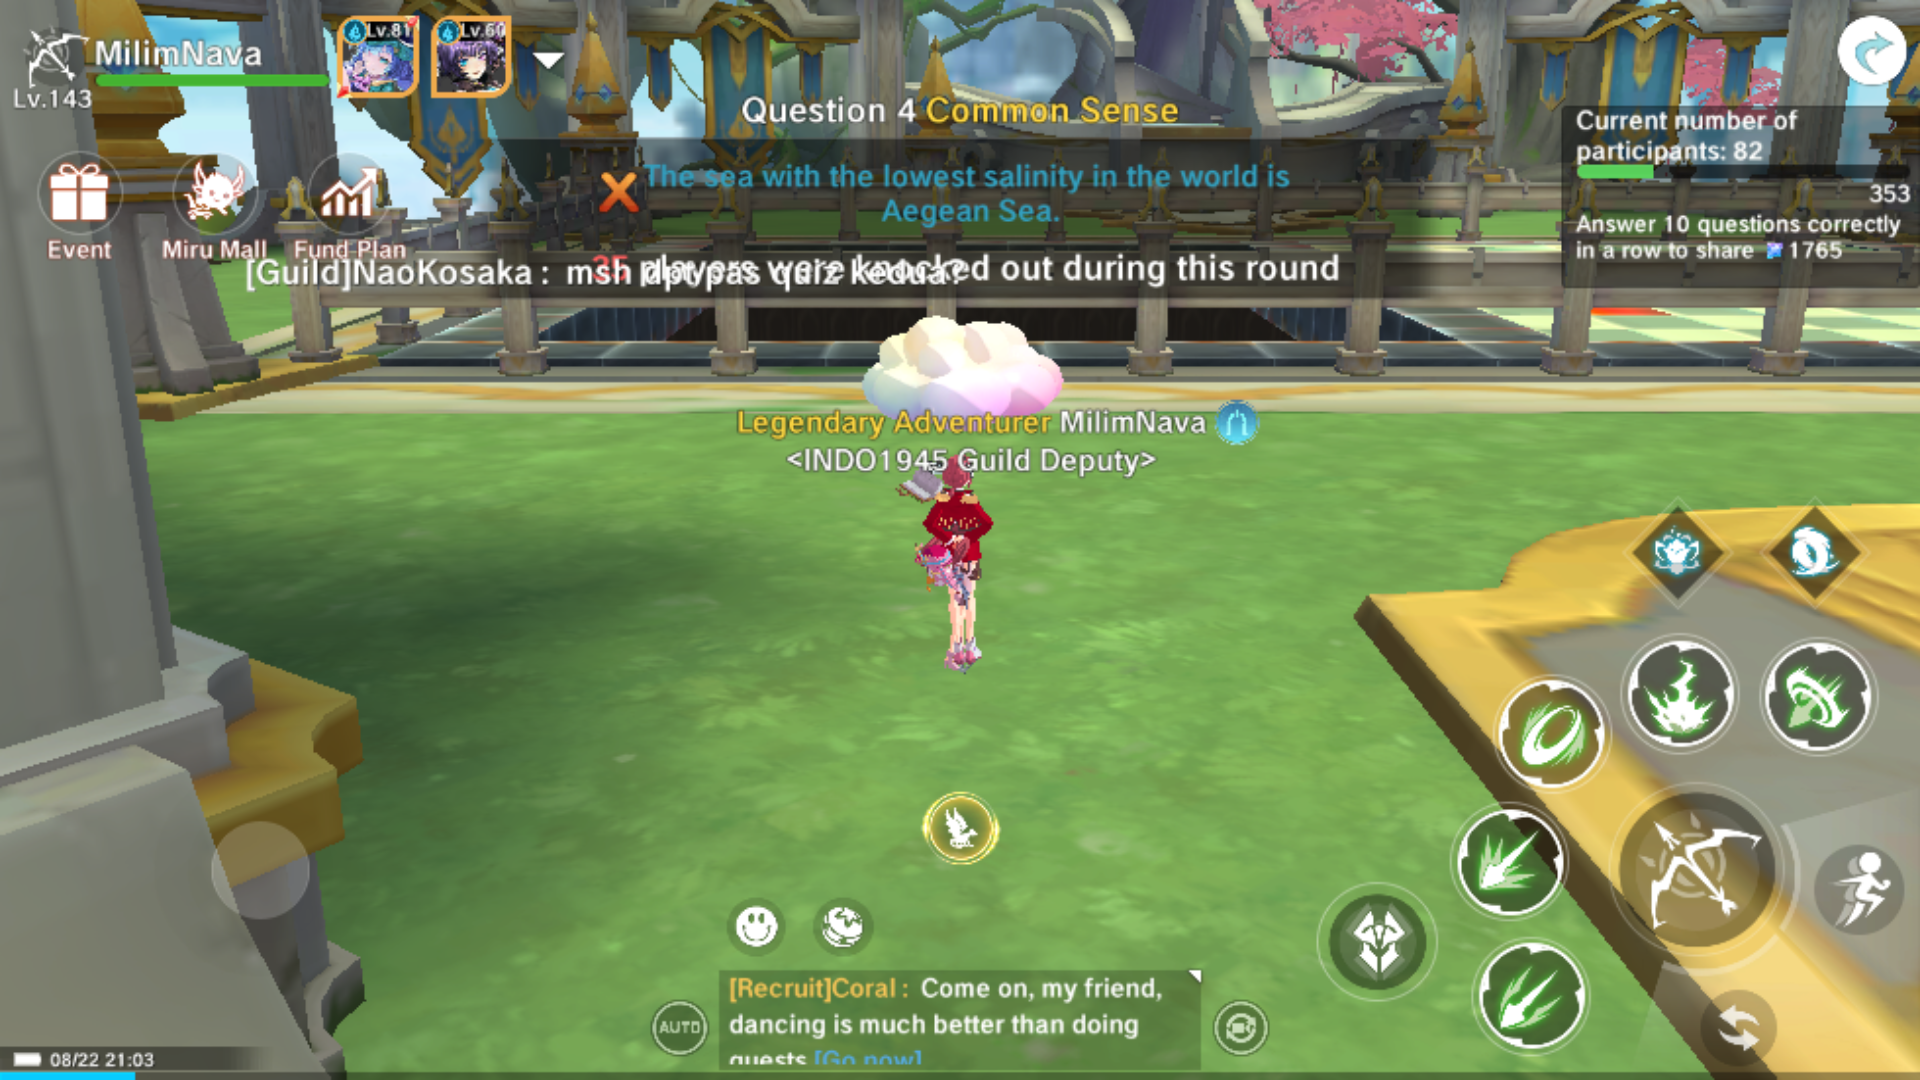 MilimNava
Lv.143
Lv.81
Lv.60
Event
Miru Mall
Fund Plan
Question 4 Common Sense
The sea with the lowest salinity in the world is
Aegean Sea.
players were knocked out during this round
[Guild]NaoKosaka : msh quiz kedua?
Current number of
participants: 82
353
Answer 10 questions correctly
in a row to share 1765
Legendary Adventurer MilimNava
<INDO1945 Guild Deputy>
[Recruit]Coral : Come on, my friend,
dancing is much better than doing
quests [Go now]
AUTO
08/22 21:03